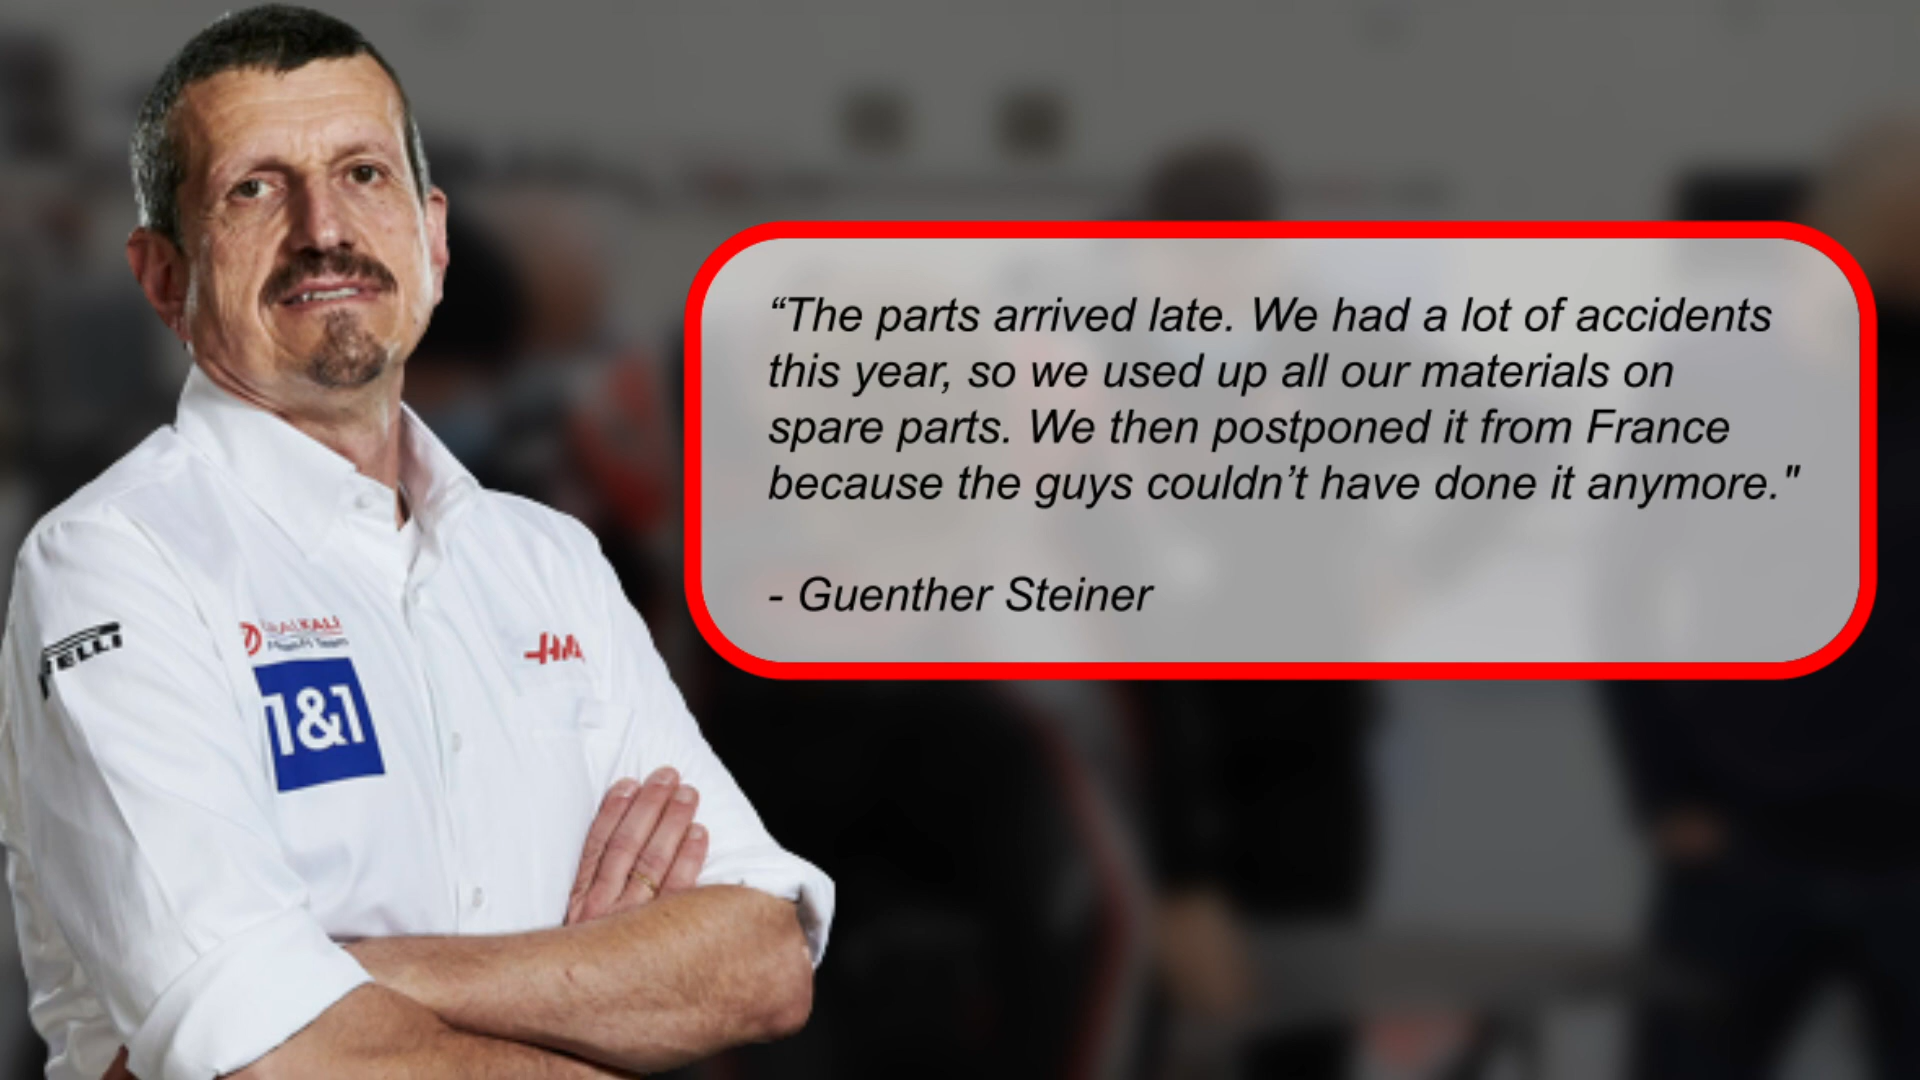 “The parts arrived late. We had a lot of accidents
this year, so we used up all our materials on
spare parts. We then postponed it from France
because the guys couldn’t have done it anymore."
- Guenther Steiner
1&1